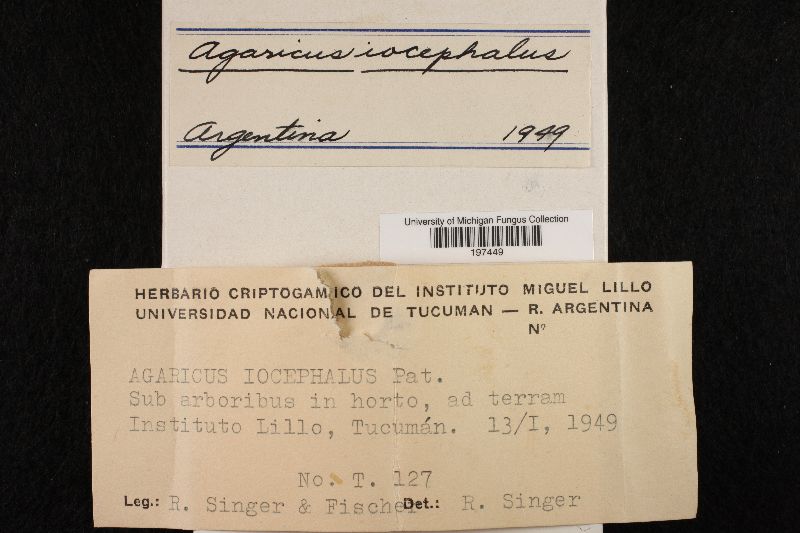 Agaricus iocephalus
Argentina 1949
University of Michigan Fungus Collection
197449
HERBARIO CRIPTOGAMICO DEL INSTITUTO MIGUEL LILLO
UNIVERSIDAD NACIONAL DE TUCUMAN — R. ARGENTINA
Nº
AGARICUS IOCEPHALUS Pat.
Sub arboribus in horto, ad terram
Instituto Lillo, Tucumán. 13/I, 1949
No. T. 127
Leg.: R. Singer & Fischer Det.: R. Singer